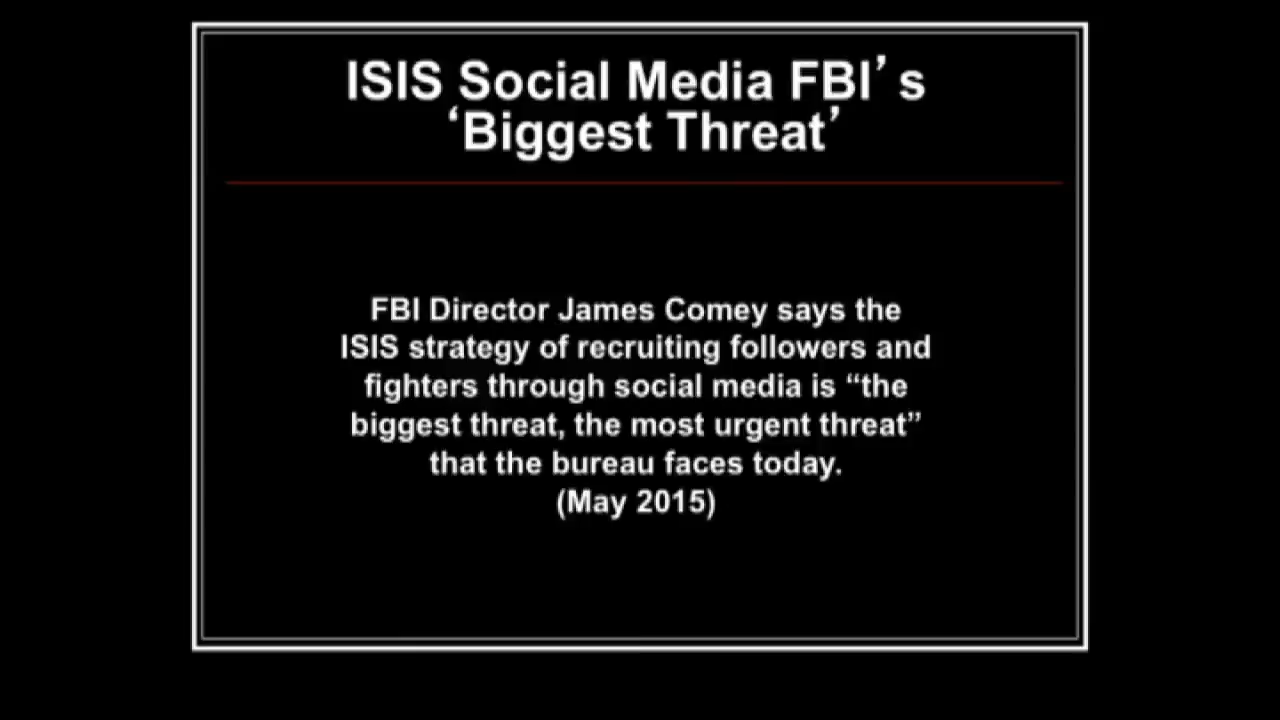 ISIS Social Media FBI’s
‘Biggest Threat’
FBI Director James Comey says the
ISIS strategy of recruiting followers and
fighters through social media is “the
biggest threat, the most urgent threat”
that the bureau faces today.
(May 2015)